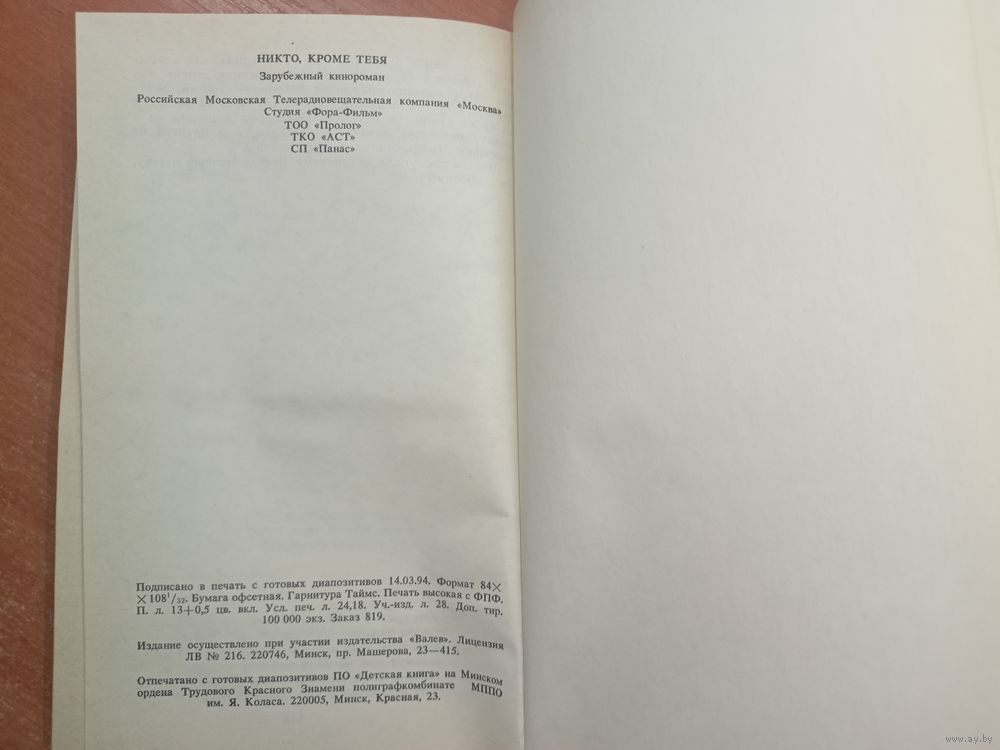 НИКТО, КРОМЕ ТЕБЯ
Зарубежный кинороман
Российская Московская Телерадиовещательная компания «Москва»
Студия «Фора-Фильм»
ТОО «Пролог»
ТКО «АСТ»
СП «Панас»
Подписано в печать с готовых диапозитивов 14.03.94. Формат 84×
×108¹/₃₂. Бумага офсетная. Гарнитура Таймс. Печать высокая с ФПФ.
П. л. 13+0,5 цв. вкл. Усл. печ. л. 24,18. Уч.-изд. л. 28. Доп. тир.
100 000 экз. Заказ 819.
Издание осуществлено при участии издательства «Валев». Лицензия
ЛВ № 216. 220746, Минск, пр. Машерова, 23—415.
Отпечатано с готовых диапозитивов ПО «Детская книга» на Минском
ордена Трудового Красного Знамени полиграфкомбинате МППО
им. Я. Коласа. 220005, Минск, Красная, 23.
www.ay.by